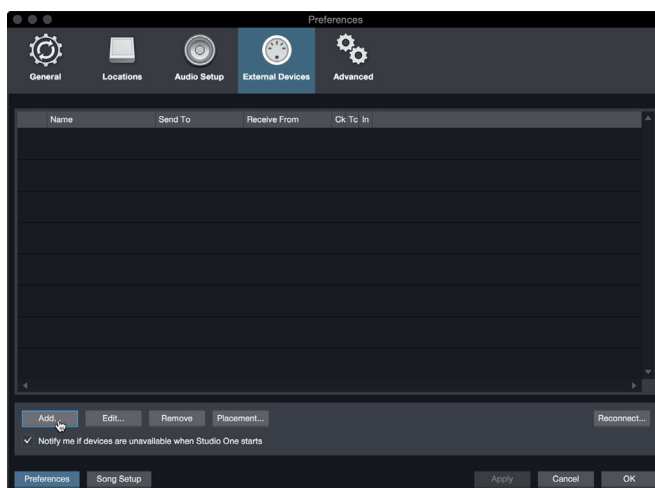 Preferences
General Locations Audio Setup External Devices Advanced
Name Send To Receive From Ck Tc In
Add... Edit... Remove Placement... Reconnect...
Notify me if devices are unavailable when Studio One starts
Preferences Song Setup Apply Cancel OK